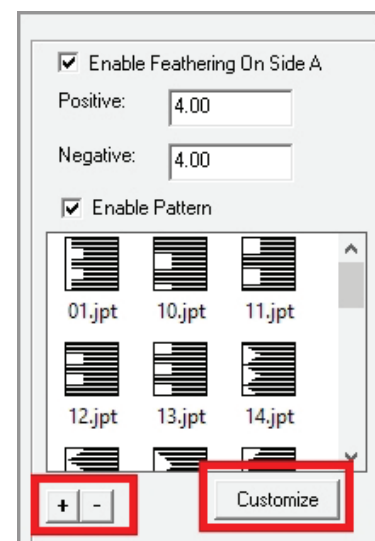 Enable Feathering On Side A
Positive: 4.00
Negative: 4.00
Enable Pattern
01.jpt 10.jpt 11.jpt
12.jpt 13.jpt 14.jpt
+ - Customize